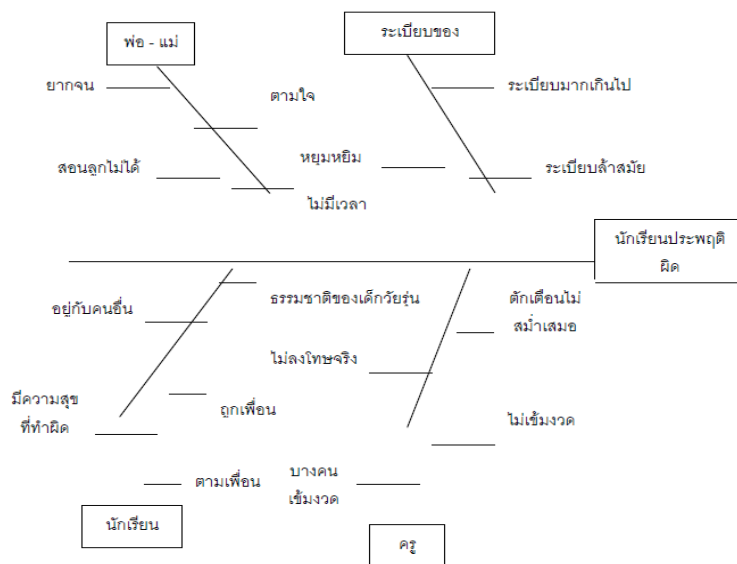 พ่อ - แม่
ระเบียบของ
ยากจน
ตามใจ
ระเบียบมากเกินไป
สอนลูกไม่ได้
หยุมหยิม
ระเบียบล้าสมัย
ไม่มีเวลา
นักเรียนประพฤติ
ผิด
อยู่กับคนอื่น
ธรรมชาติของเด็กวัยรุ่น
ตักเตือนไม่
สม่ำเสมอ
ไม่ลงโทษจริง
มีความสุข
ที่ทำผิด
ถูกเพื่อน
ไม่เข้มงวด
ตามเพื่อน
บางคน
เข้มงวด
นักเรียน
ครู